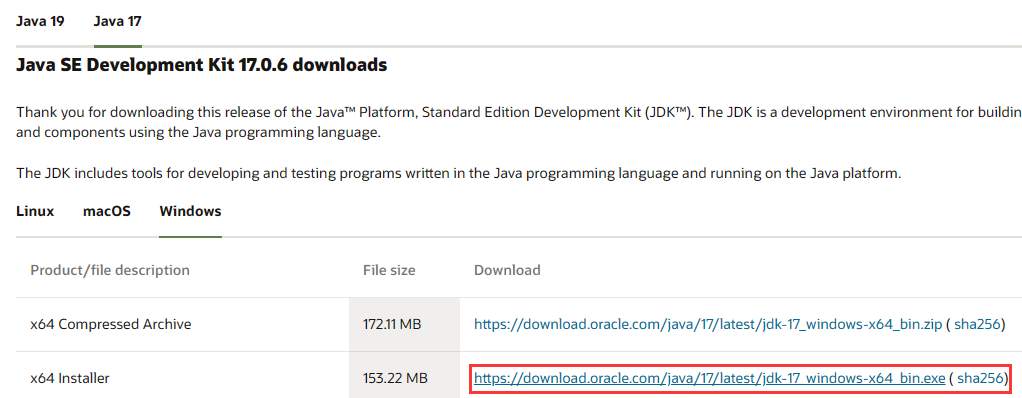 Java 19 Java 17
Java SE Development Kit 17.0.6 downloads
Thank you for downloading this release of the Java™ Platform, Standard Edition Development Kit (JDK™). The JDK is a development environment for buildin
and components using the Java programming language.
The JDK includes tools for developing and testing programs written in the Java programming language and running on the Java platform.
Linux macOS Windows
Product/file description File size Download
x64 Compressed Archive 172.11 MB https://download.oracle.com/java/17/latest/jdk-17_windows-x64_bin.zip ( sha256)
x64 Installer 153.22 MB https://download.oracle.com/java/17/latest/jdk-17_windows-x64_bin.exe ( sha256)